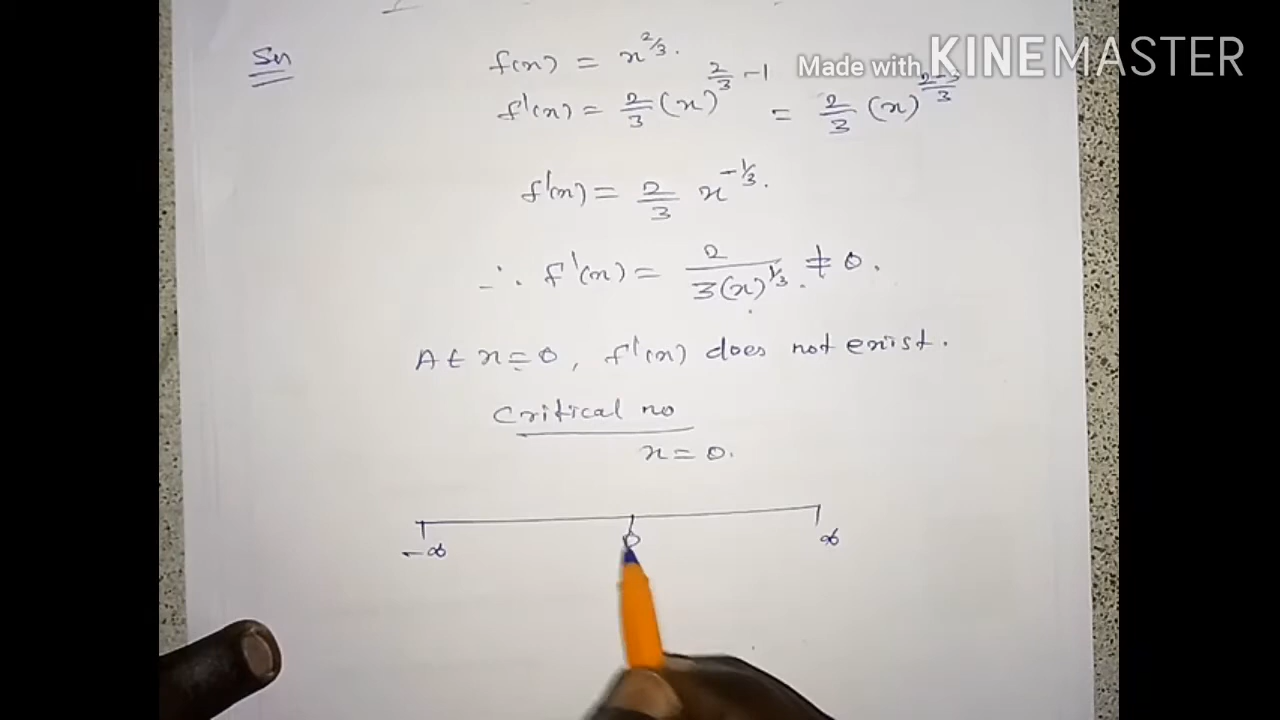 Made with KINEMASTER
Son
f(x) = x^2/3.
f'(x) = 2/3 (x)^2/3 - 1 = 2/3 (x)^2-3/3
f'(x) = 2/3 x^-1/3.
∴ f'(x) = 2/3(x)^1/3. ≠ 0.
At x = 0, f'(x) does not exist.
Critical no
x = 0.
-∞ 0 ∞